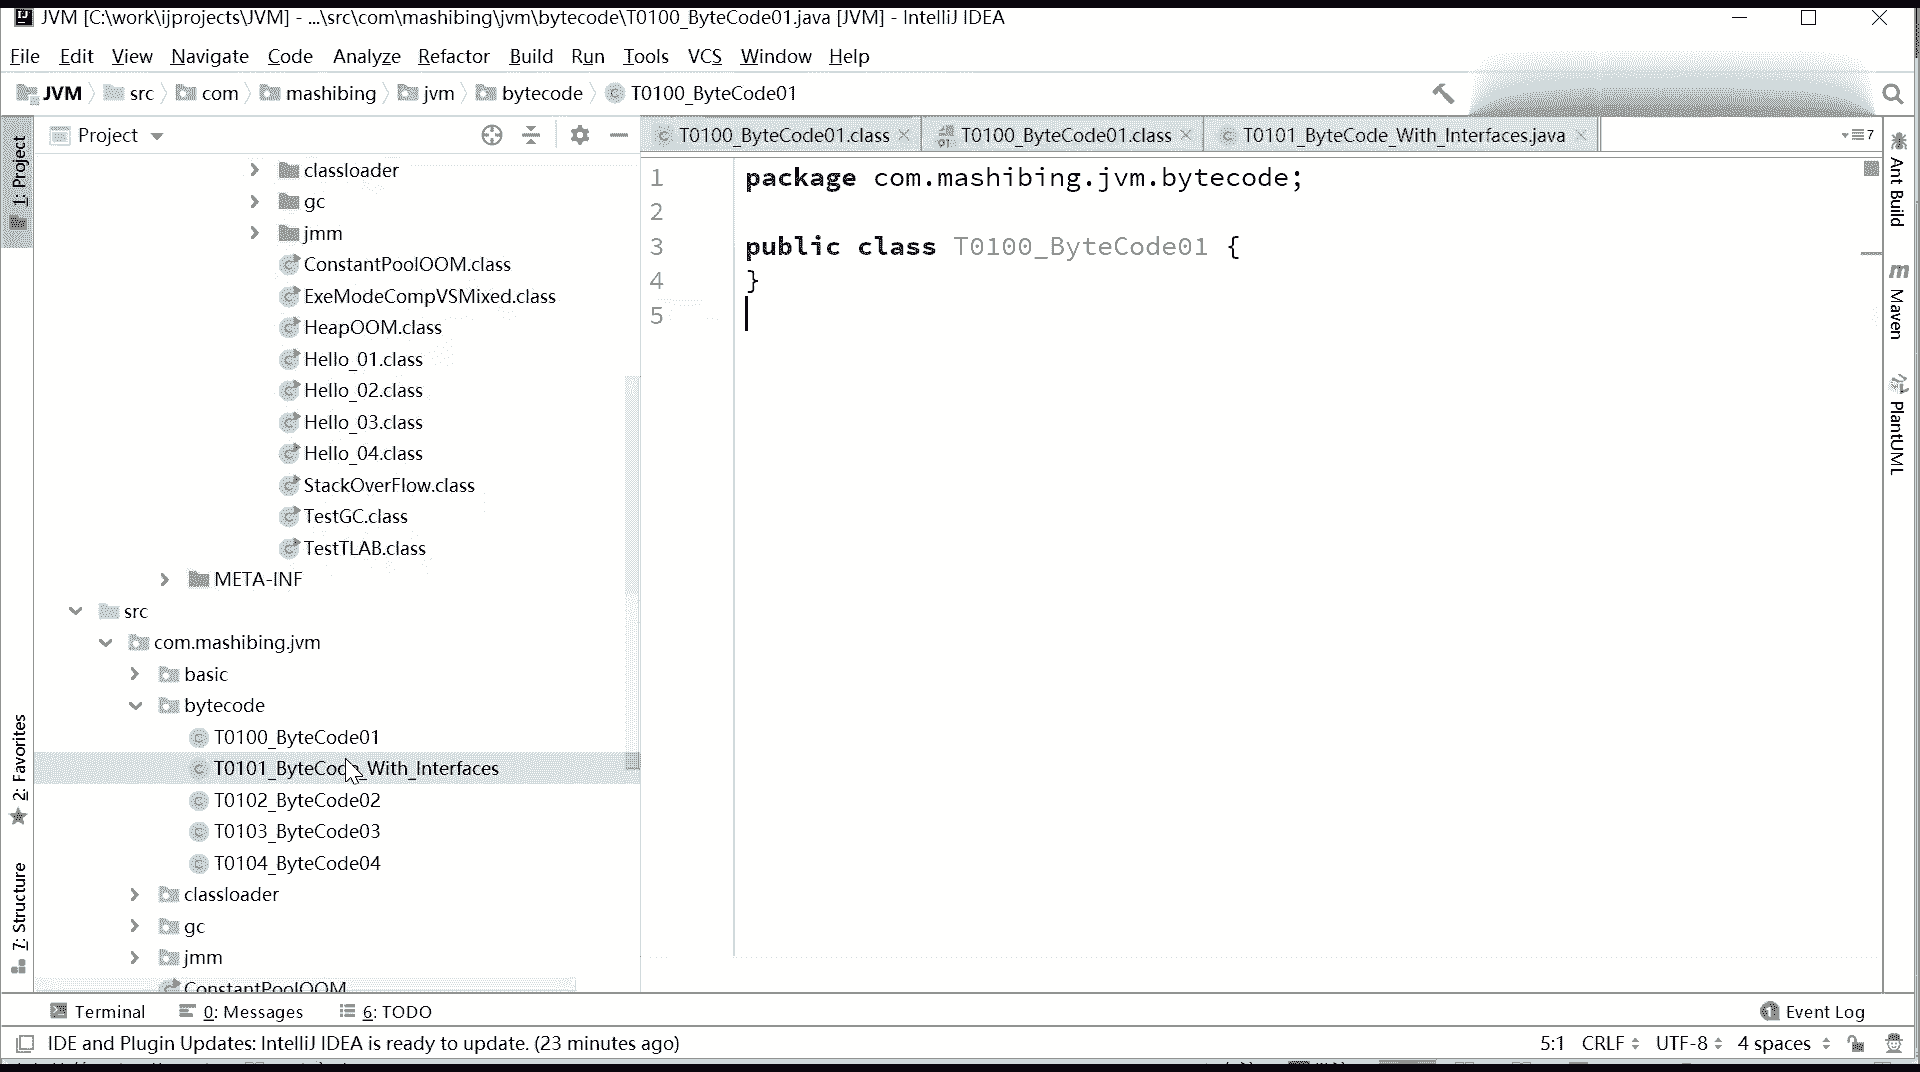 JVM [C:\work\ijprojects\JVM] - ...\src\com\mashibing\jvm\bytecode\T0100_ByteCode01.java [JVM] - IntelliJ IDEA
File Edit View Navigate Code Analyze Refactor Build Run Tools VCS Window Help
JVM src com mashibing jvm bytecode T0100_ByteCode01
1: Project
2: Favorites
7: Structure
Project
classloader
gc
jmm
ConstantPoolOOM.class
ExeModeCompVSMixed.class
HeapOOM.class
Hello_01.class
Hello_02.class
Hello_03.class
Hello_04.class
StackOverFlow.class
TestGC.class
TestTLAB.class
META-INF
src
com.mashibing.jvm
basic
bytecode
T0100_ByteCode01
T0101_ByteCode_With_Interfaces
T0102_ByteCode02
T0103_ByteCode03
T0104_ByteCode04
classloader
gc
jmm
ConstantPoolOOM
T0100_ByteCode01.class T0100_ByteCode01.class T0101_ByteCode_With_Interfaces.java 7
1 package com.mashibing.jvm.bytecode;
2
3 public class T0100_ByteCode01 {
4 }
5
Ant Build
Maven
PlantUML
Terminal 0: Messages 6: TODO Event Log
IDE and Plugin Updates: IntelliJ IDEA is ready to update. (23 minutes ago) 5:1 CRLF UTF-8 4 spaces